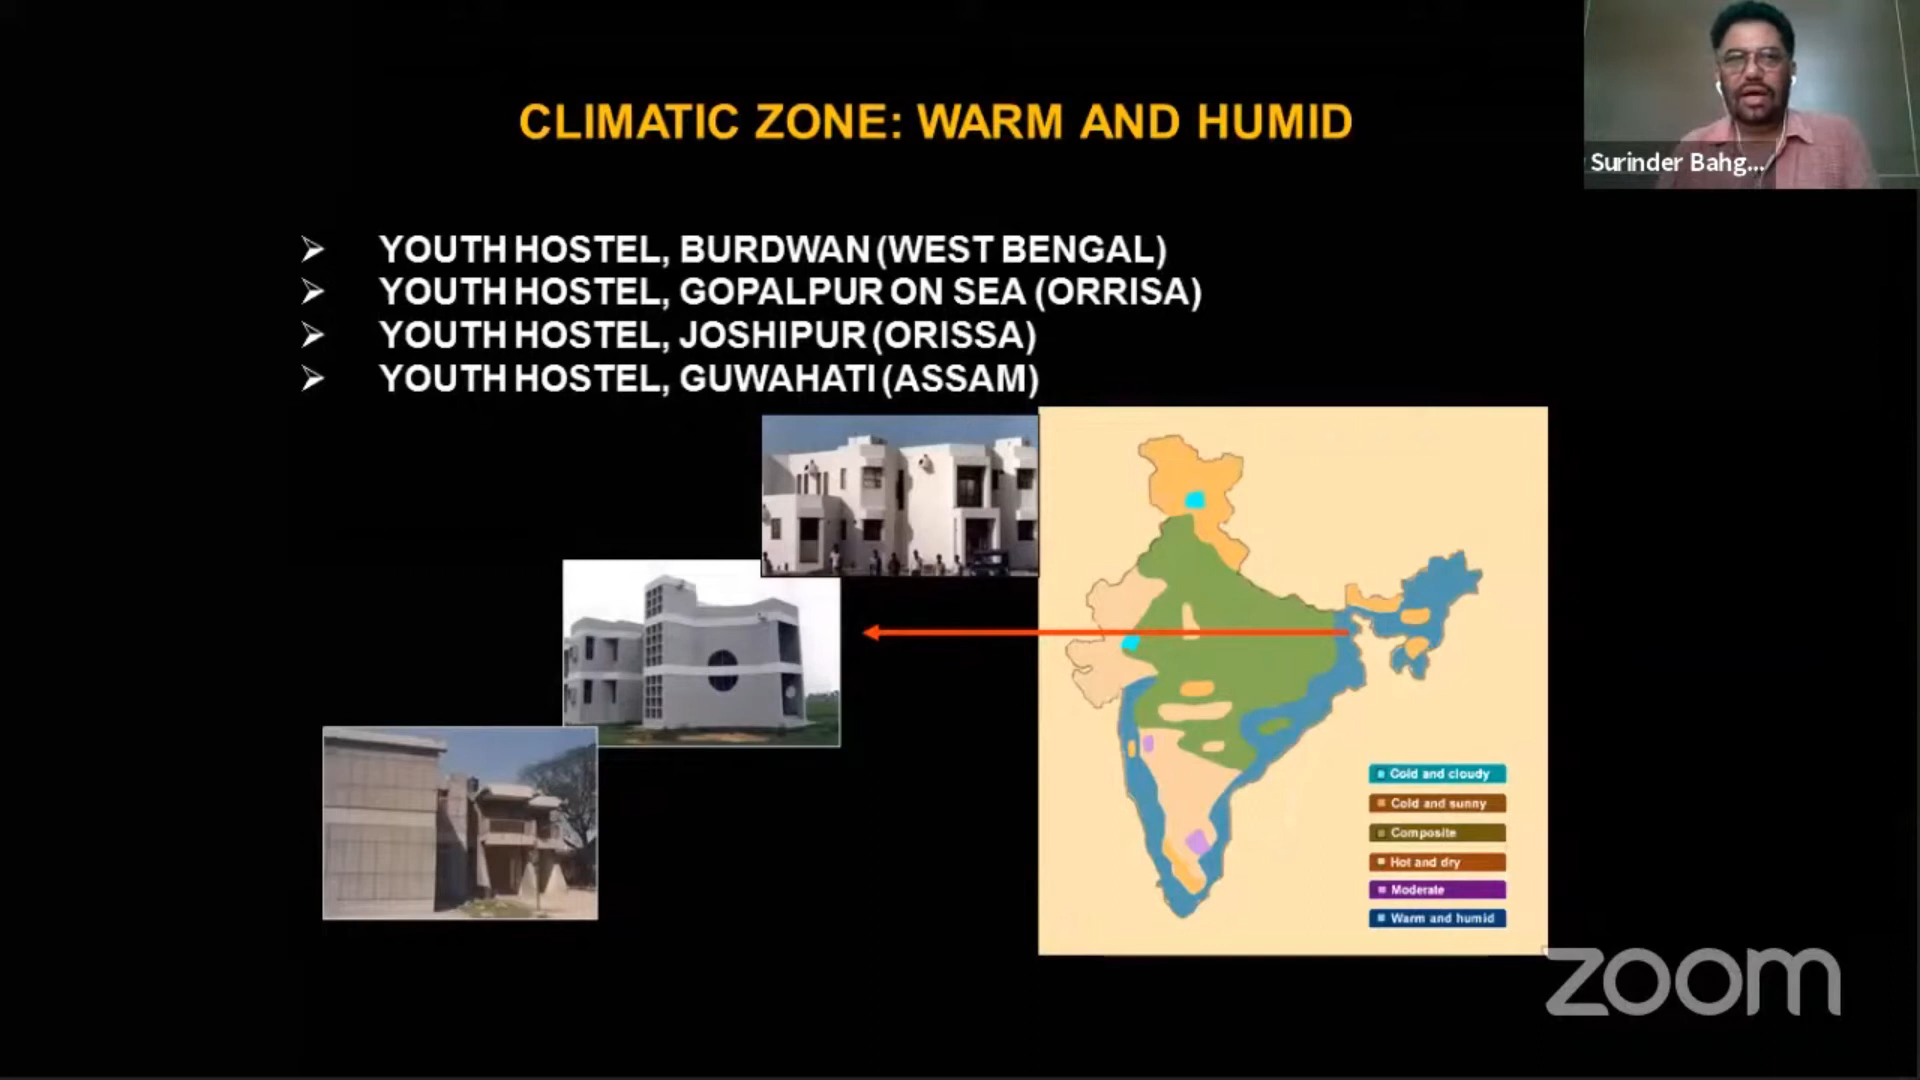 CLIMATIC ZONE: WARM AND HUMID
Surinder Bahg...
YOUTH HOSTEL, BURDWAN (WEST BENGAL)
YOUTH HOSTEL, GOPALPUR ON SEA (ORRISA)
YOUTH HOSTEL, JOSHIPUR (ORISSA)
YOUTH HOSTEL, GUWAHATI (ASSAM)
Cold and cloudy
Cold and sunny
Composite
Hot and dry
Moderate
Warm and humid
zoom